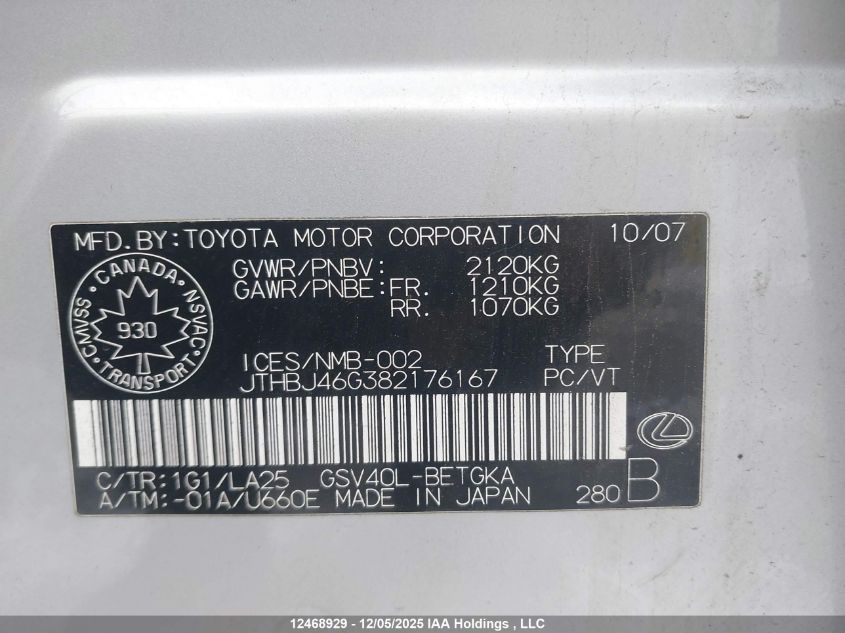 MFD.BY:TOYOTA MOTOR CORPORATION 10/07
GVWR/PNBV: 2120KG
GAWR/PNBE:FR. 1210KG
RR. 1070KG
CANADA
CMVSS 930 NSVAC
TRANSPORT
ICES/NMB-002 TYPE
JTHBJ46G382176167 PC/VT
C/TR:1G1/LA25 GSV40L-BETGKA
A/TM:-01A/U660E MADE IN JAPAN 280 B
12468929 - 12/05/2025 IAA Holdings , LLC